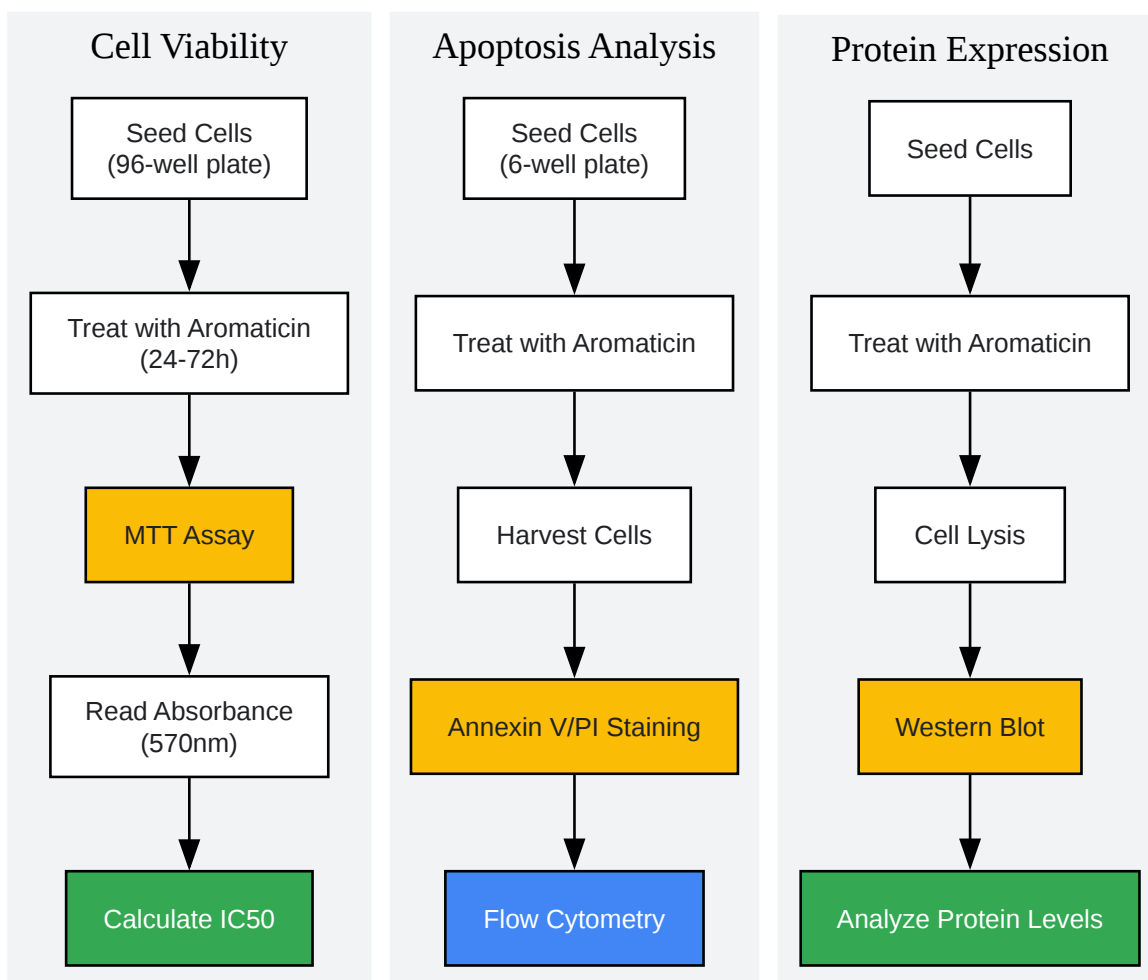 Cell Viability
Seed Cells
(96-well plate)
Treat with Aromaticin
(24-72h)
MTT Assay
Read Absorbance
(570nm)
Calculate IC50
Apoptosis Analysis
Seed Cells
(6-well plate)
Treat with Aromaticin
Harvest Cells
Annexin V/PI Staining
Flow Cytometry
Protein Expression
Seed Cells
Treat with Aromaticin
Cell Lysis
Western Blot
Analyze Protein Levels